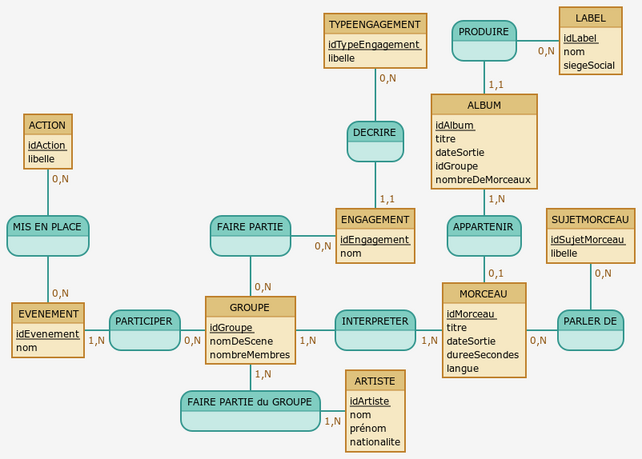 TYPEENGAGEMENT
idTypeEngagement
libelle
0,N
DECRIRE
1,1
PRODUIRE
0,N
1,1
LABEL
idLabel
nom
siegeSocial
ALBUM
idAlbum
titre
dateSortie
idGroupe
nombreDeMorceaux
1,N
ACTION
idAction
libelle
0,N
MIS EN PLACE
0,N
FAIRE PARTIE
0,N
0,N
ENGAGEMENT
idEngagement
nom
APPARTENIR
0,1
SUJETMORCEAU
idSujetMorceau
libelle
0,N
EVENEMENT
idEvenement
nom
1,N
PARTICIPER
0,N
GROUPE
idGroupe
nomDeScene
nombreMembres
1,N
1,N
INTERPRETER
1,N
MORCEAU
idMorceau
titre
dateSortie
dureeSecondes
langue
0,N
PARLER DE
FAIRE PARTIE du GROUPE
1,N
ARTISTE
idArtiste
nom
prénom
nationalite